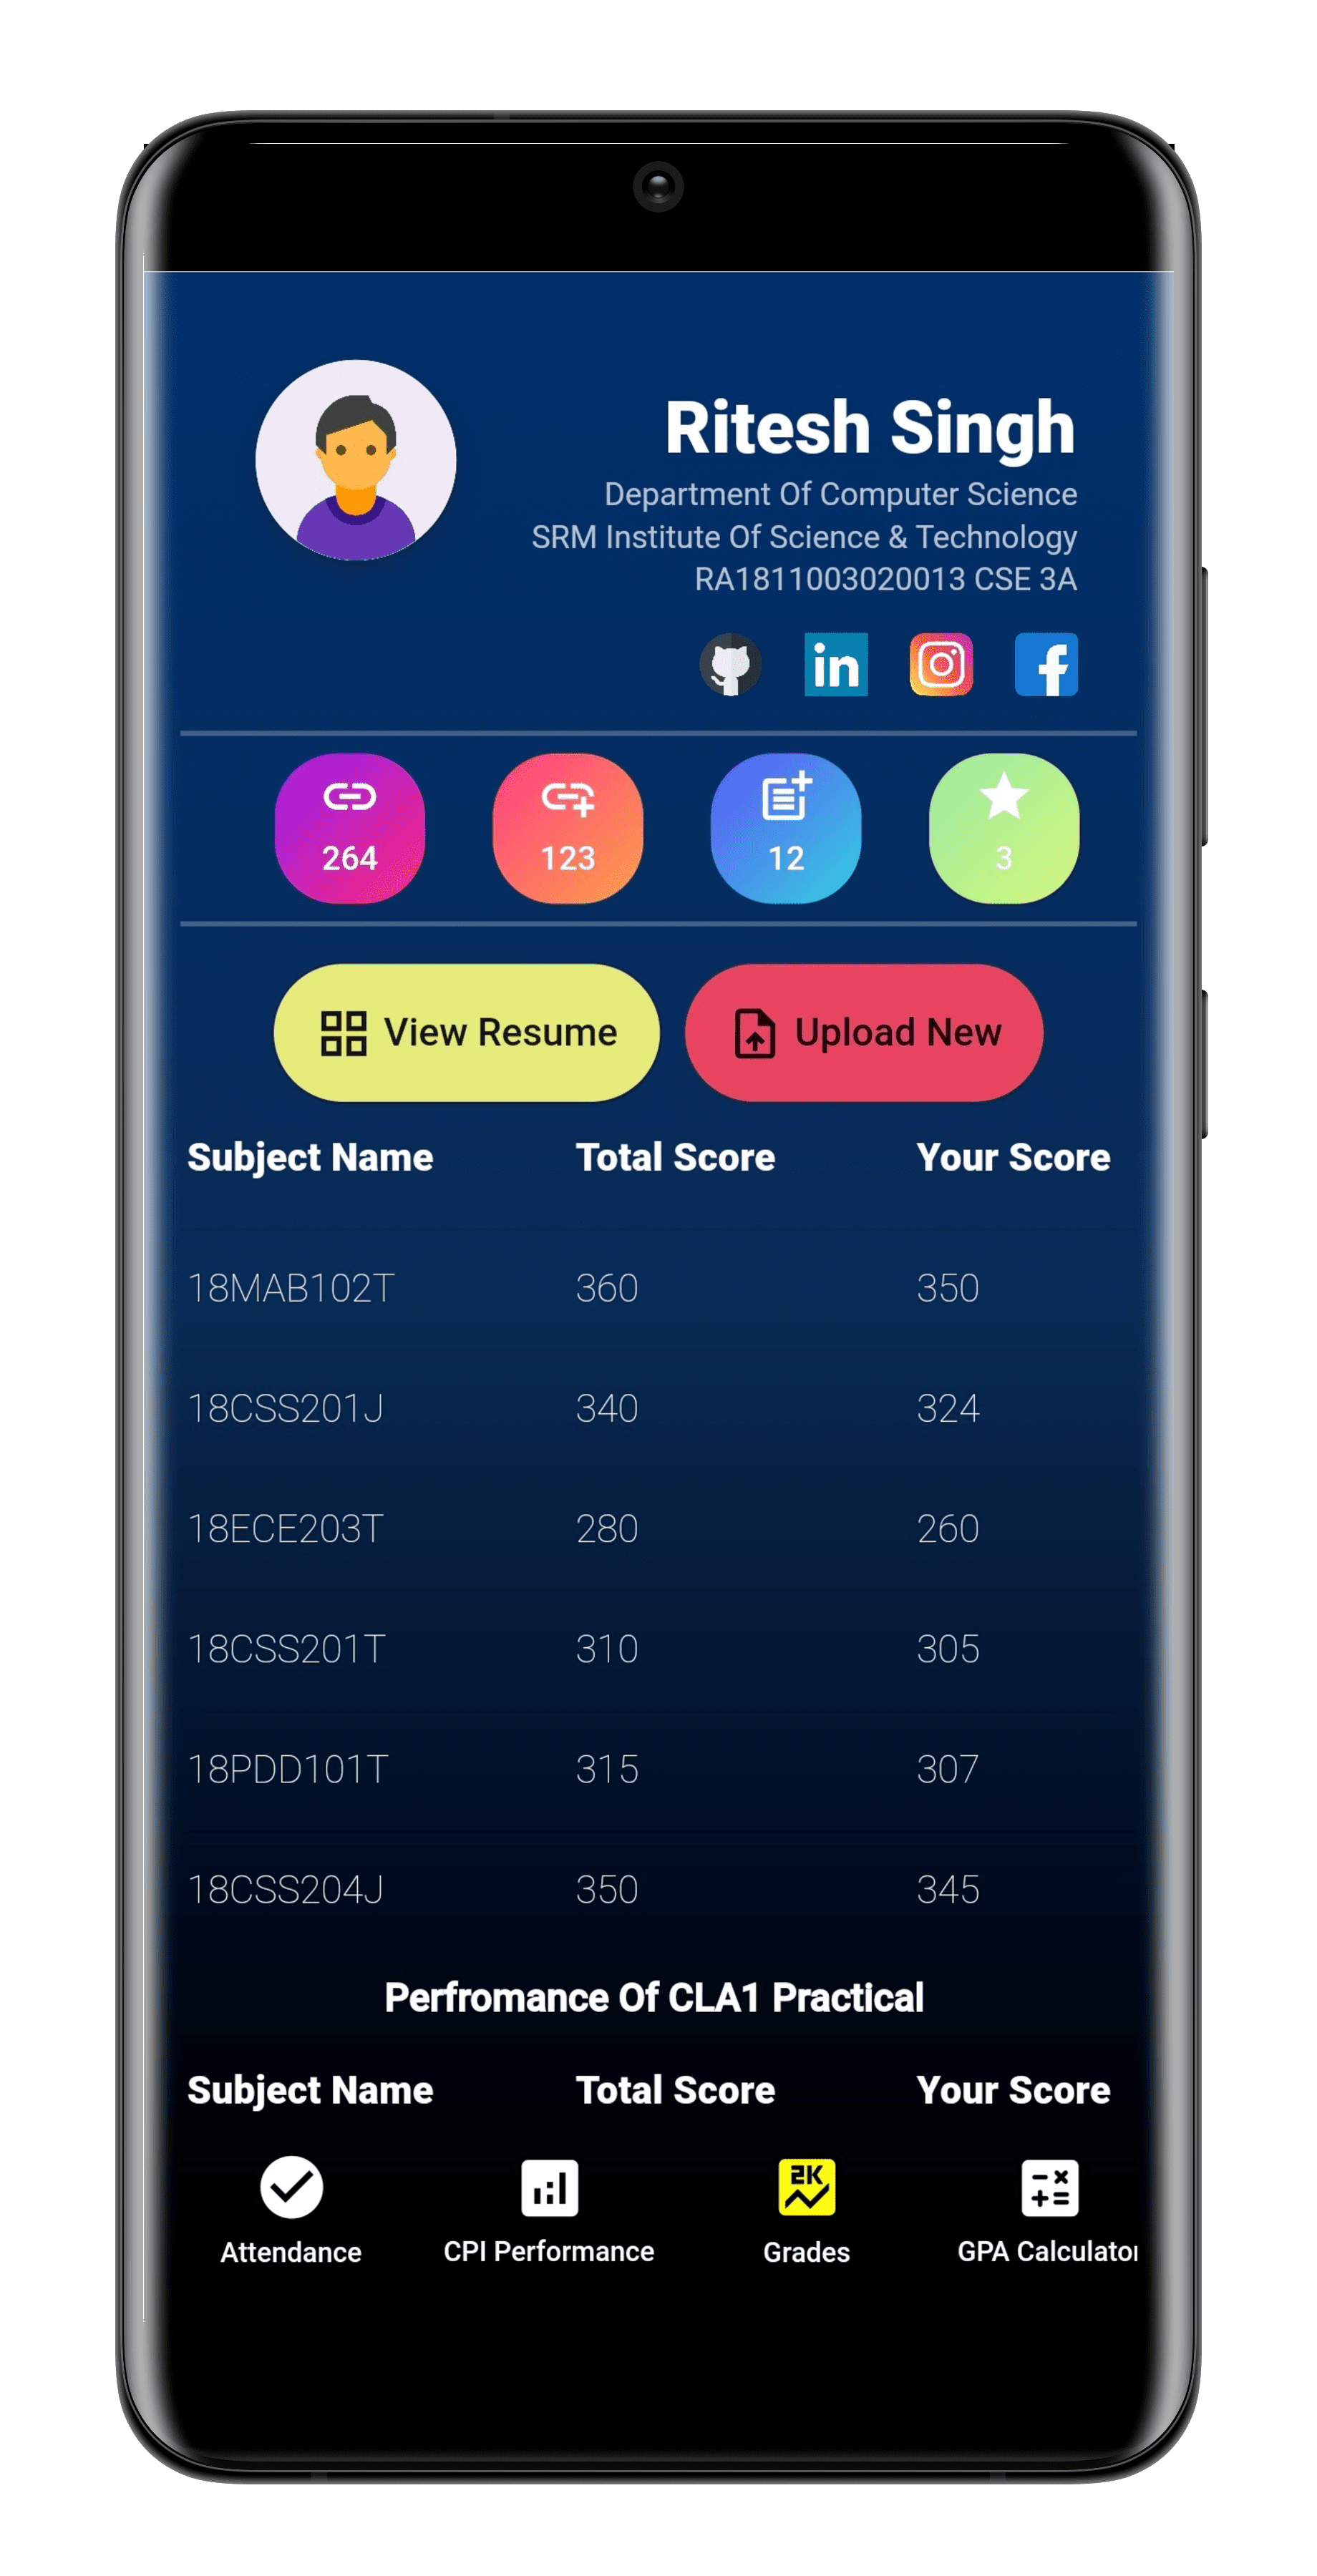 Ritesh Singh
Department Of Computer Science
SRM Institute Of Science & Technology
RA1811003020013 CSE 3A
in
f
264 123 12 3
View Resume Upload New
Subject Name Total Score Your Score
18MAB102T 360 350
18CSS201J 340 324
18ECE203T 280 260
18CSS201T 310 305
18PDD101T 315 307
18CSS204J 350 345
Perfromance Of CLA1 Practical
Subject Name Total Score Your Score
2K
Attendance CPI Performance Grades GPA Calculator